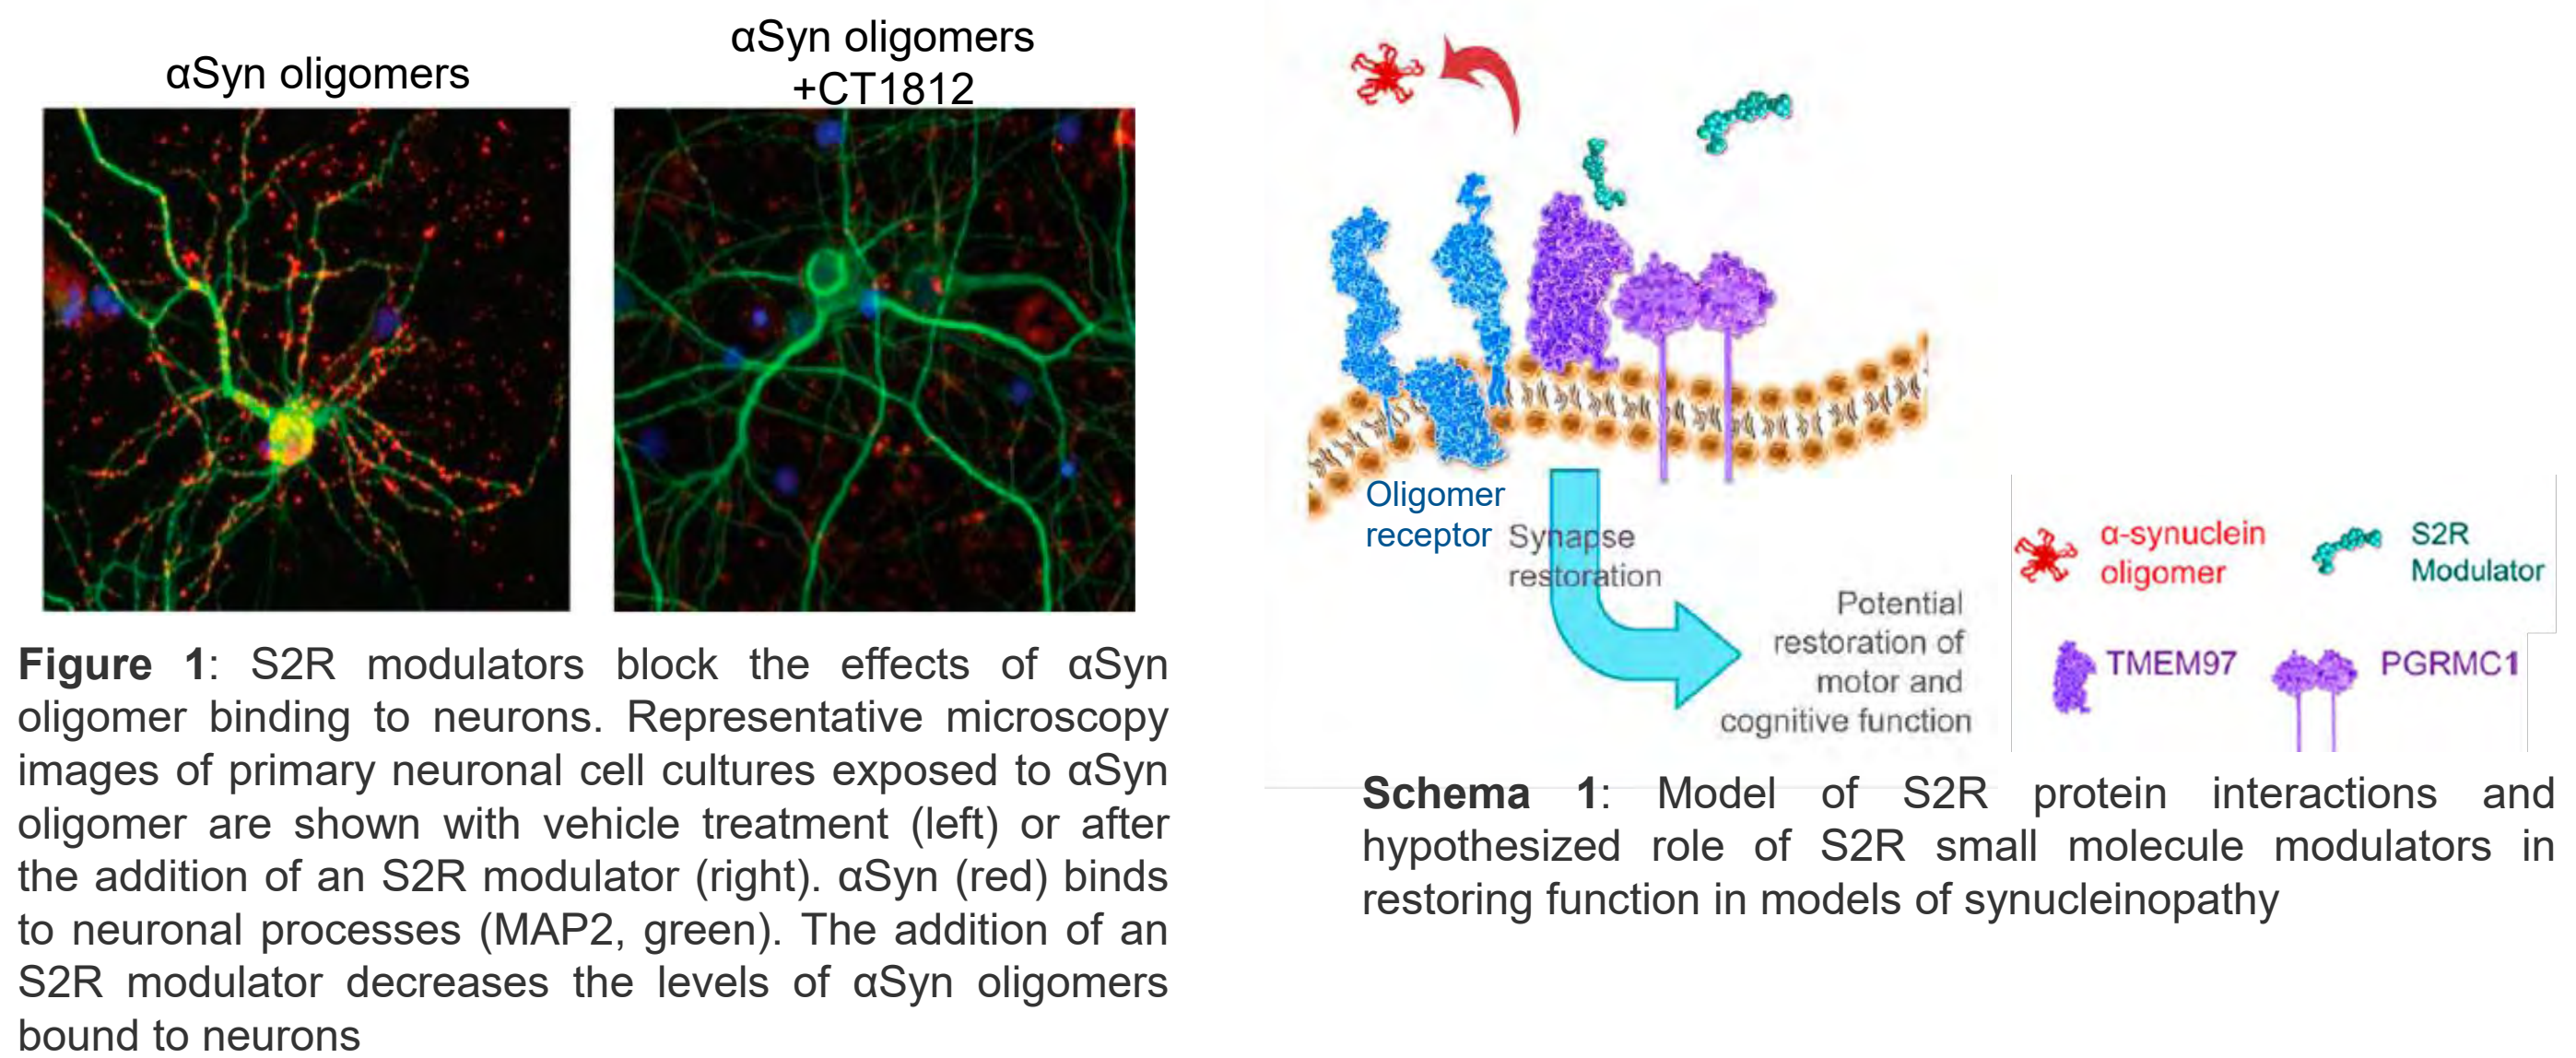 αSyn oligomers
αSyn oligomers
+CT1812
Figure 1: S2R modulators block the effects of αSyn
oligomer binding to neurons. Representative microscopy
images of primary neuronal cell cultures exposed to αSyn
oligomer are shown with vehicle treatment (left) or after
the addition of an S2R modulator (right). αSyn (red) binds
to neuronal processes (MAP2, green). The addition of an
S2R modulator decreases the levels of αSyn oligomers
bound to neurons
Oligomer
receptor
Synapse
restoration
Potential
restoration of
motor and
cognitive function
α-synuclein
oligomer
S2R
Modulator
TMEM97
PGRMC1
Schema 1: Model of S2R protein interactions and
hypothesized role of S2R small molecule modulators in
restoring function in models of synucleinopathy